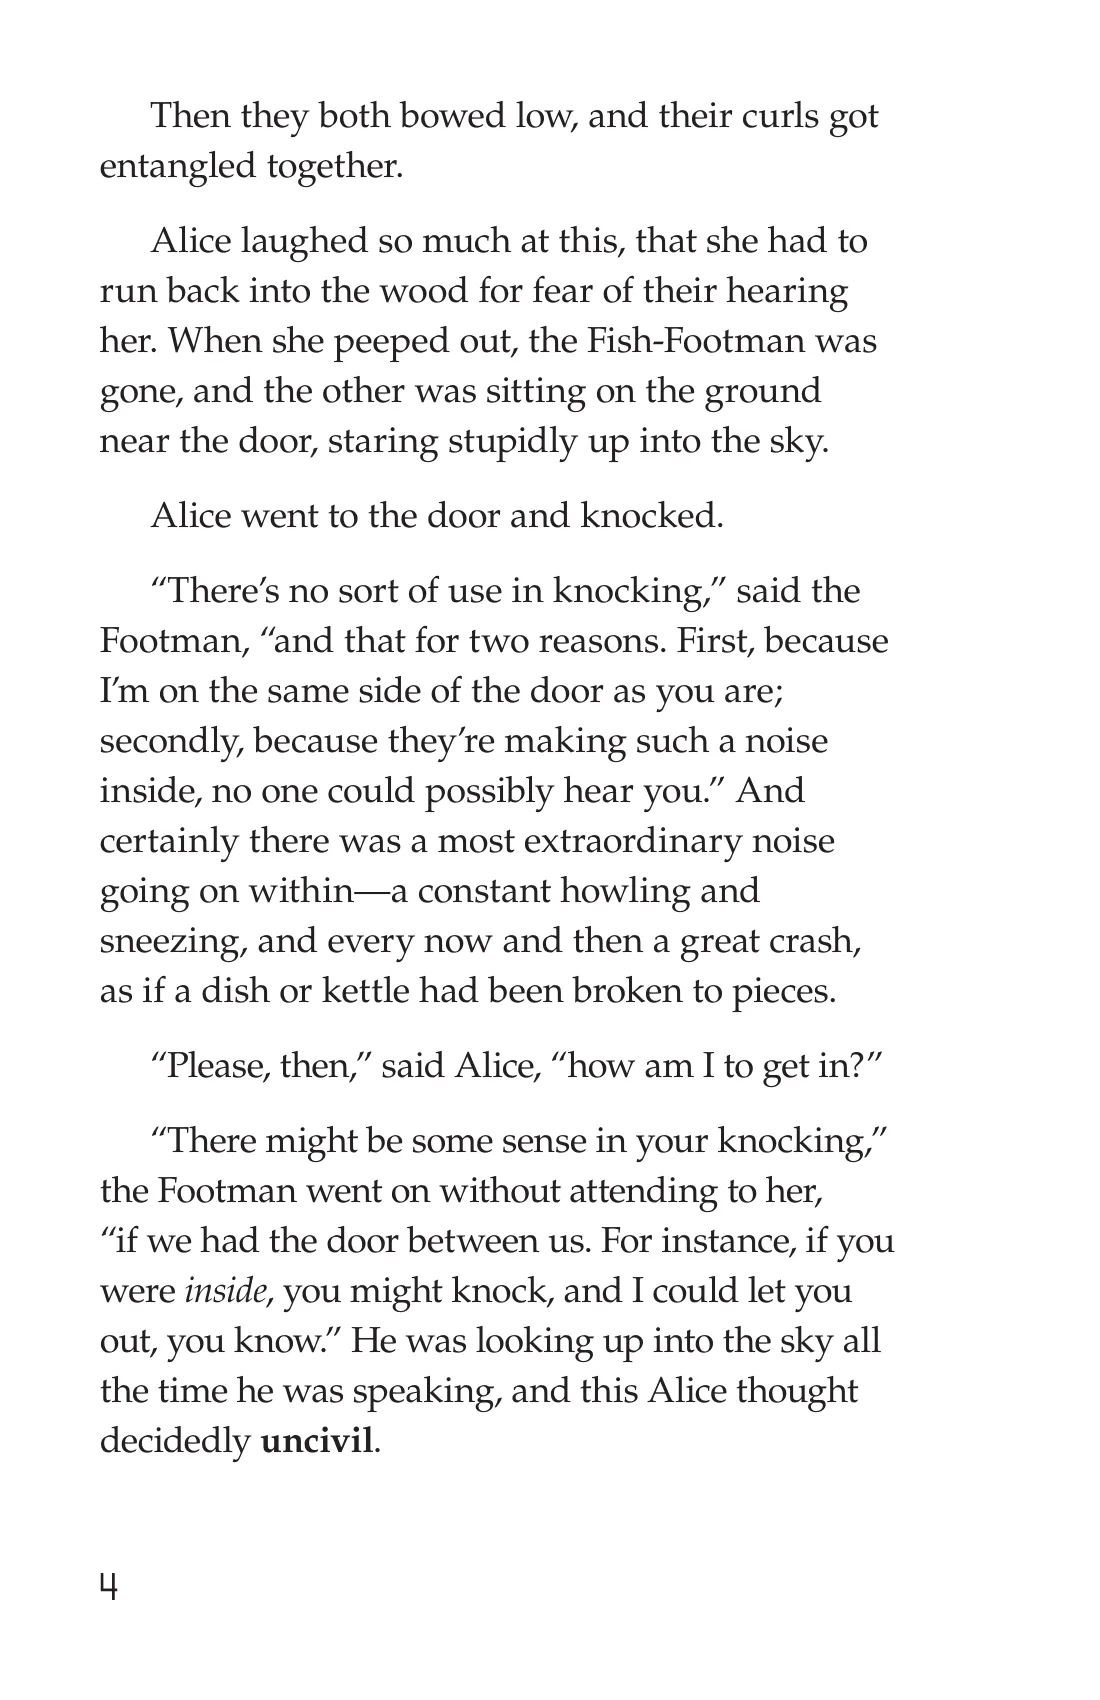 Then they both bowed low, and their curls got
entangled together.
Alice laughed so much at this, that she had to
run back into the wood for fear of their hearing
her. When she peeped out, the Fish-Footman was
gone, and the other was sitting on the ground
near the door, staring stupidly up into the sky.
Alice went to the door and knocked.
“There’s no sort of use in knocking,” said the
Footman, “and that for two reasons. First, because
I’m on the same side of the door as you are;
secondly, because they’re making such a noise
inside, no one could possibly hear you.” And
certainly there was a most extraordinary noise
going on within—a constant howling and
sneezing, and every now and then a great crash,
as if a dish or kettle had been broken to pieces.
“Please, then,” said Alice, “how am I to get in?”
“There might be some sense in your knocking,”
the Footman went on without attending to her,
“if we had the door between us. For instance, if you
were inside, you might knock, and I could let you
out, you know.” He was looking up into the sky all
the time he was speaking, and this Alice thought
decidedly uncivil.
4